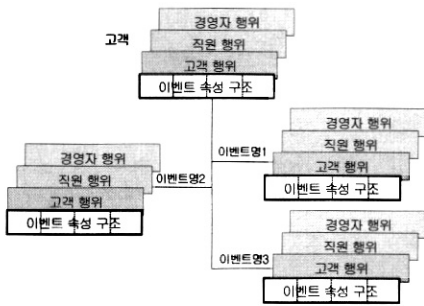 고객
경영자 행위
직원 행위
고객 행위
이벤트 속성 구조
이벤트명1
경영자 행위
직원 행위
고객 행위
이벤트 속성 구조
경영자 행위
직원 행위
고객 행위
이벤트 속성 구조
이벤트명2
이벤트명3
경영자 행위
직원 행위
고객 행위
이벤트 속성 구조